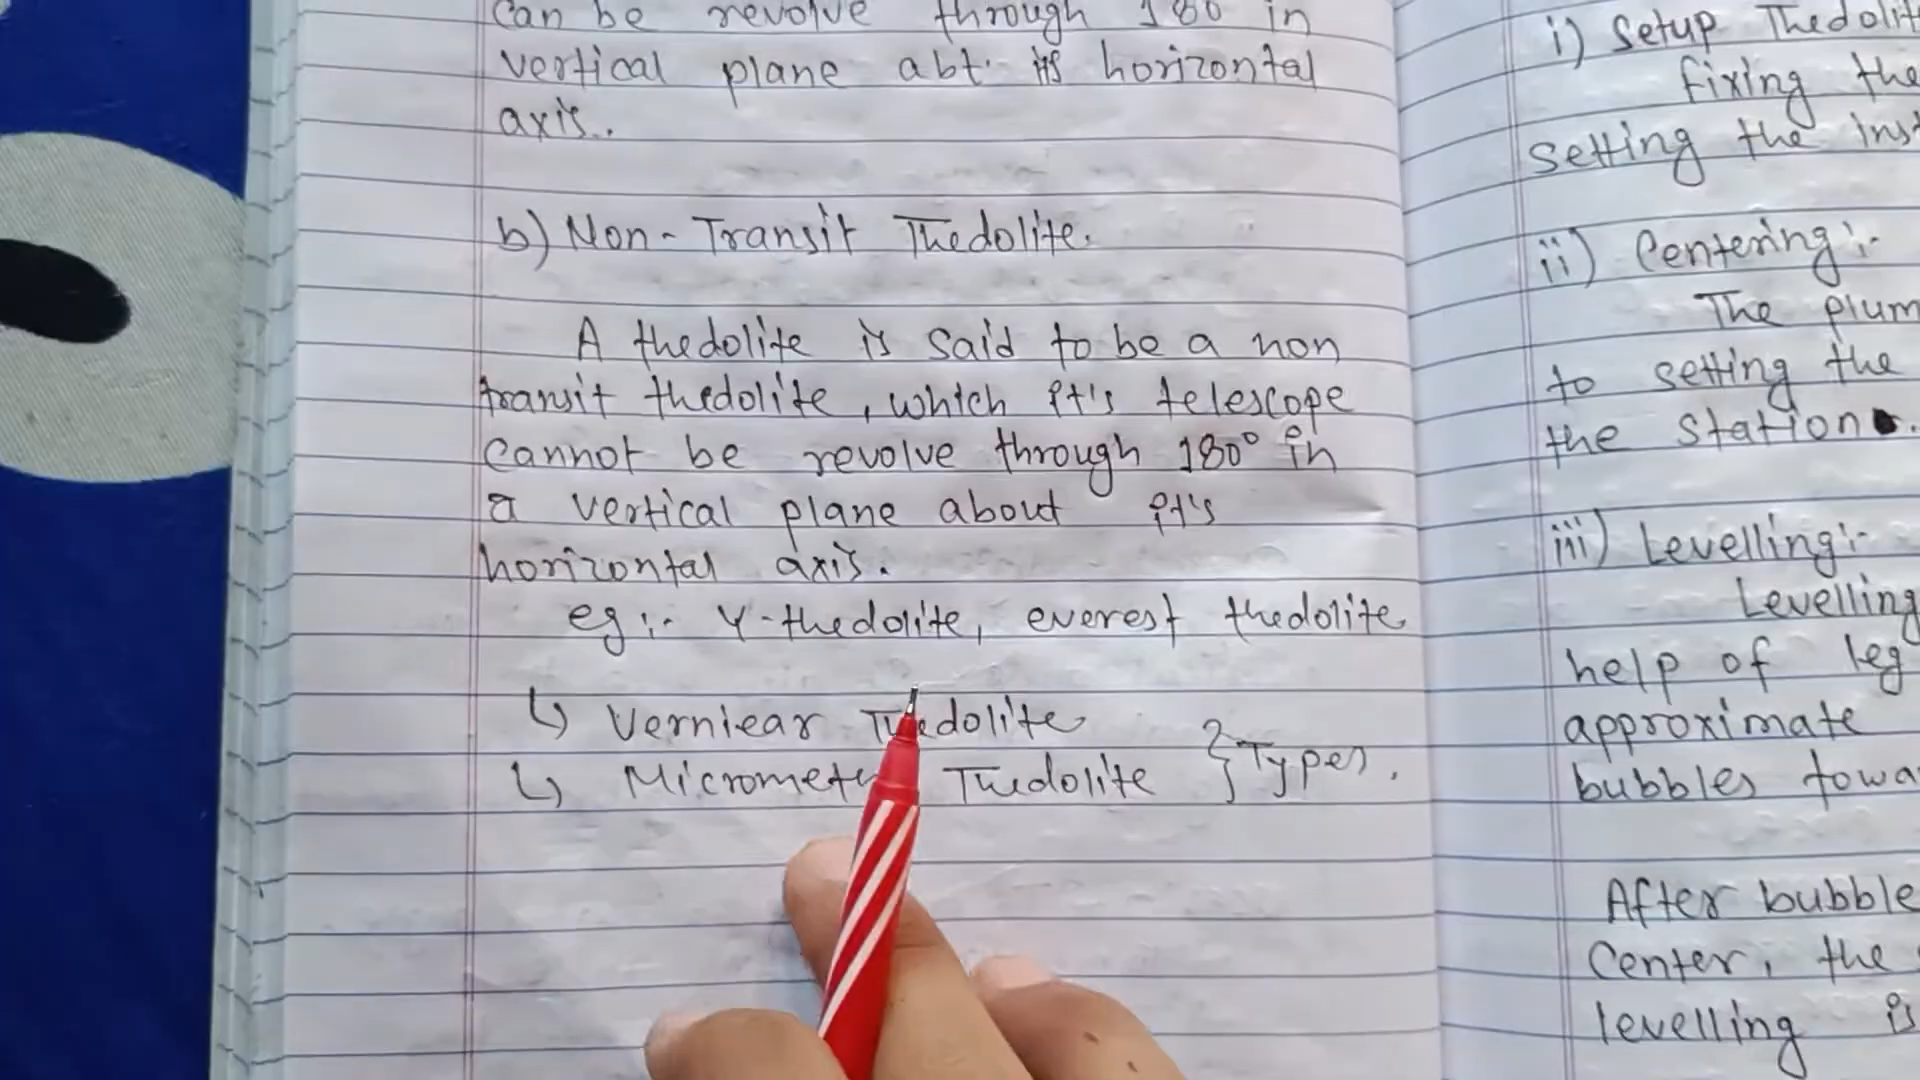 can be revolve through 180 in
vertical plane abt. its horizontal
axis.
b) Non-Transit Thedolite.
A thedolite is said to be a non
transit thedolite, which it's telescope
cannot be revolve through 180° in
a vertical plane about it's
horizontal axis.
eg:- Y-thedolite, everest thedolite
↳ Verniear Thedolite
↳ Micrometer Thedolite } Types.
i) Setup Thedolite
fixing the
setting the inst
ii) Centering:-
The plum
to setting the
the station.
iii) Levelling:-
Levelling
help of leg
approximate
bubbles towa
After bubble
Center, the
levelling is